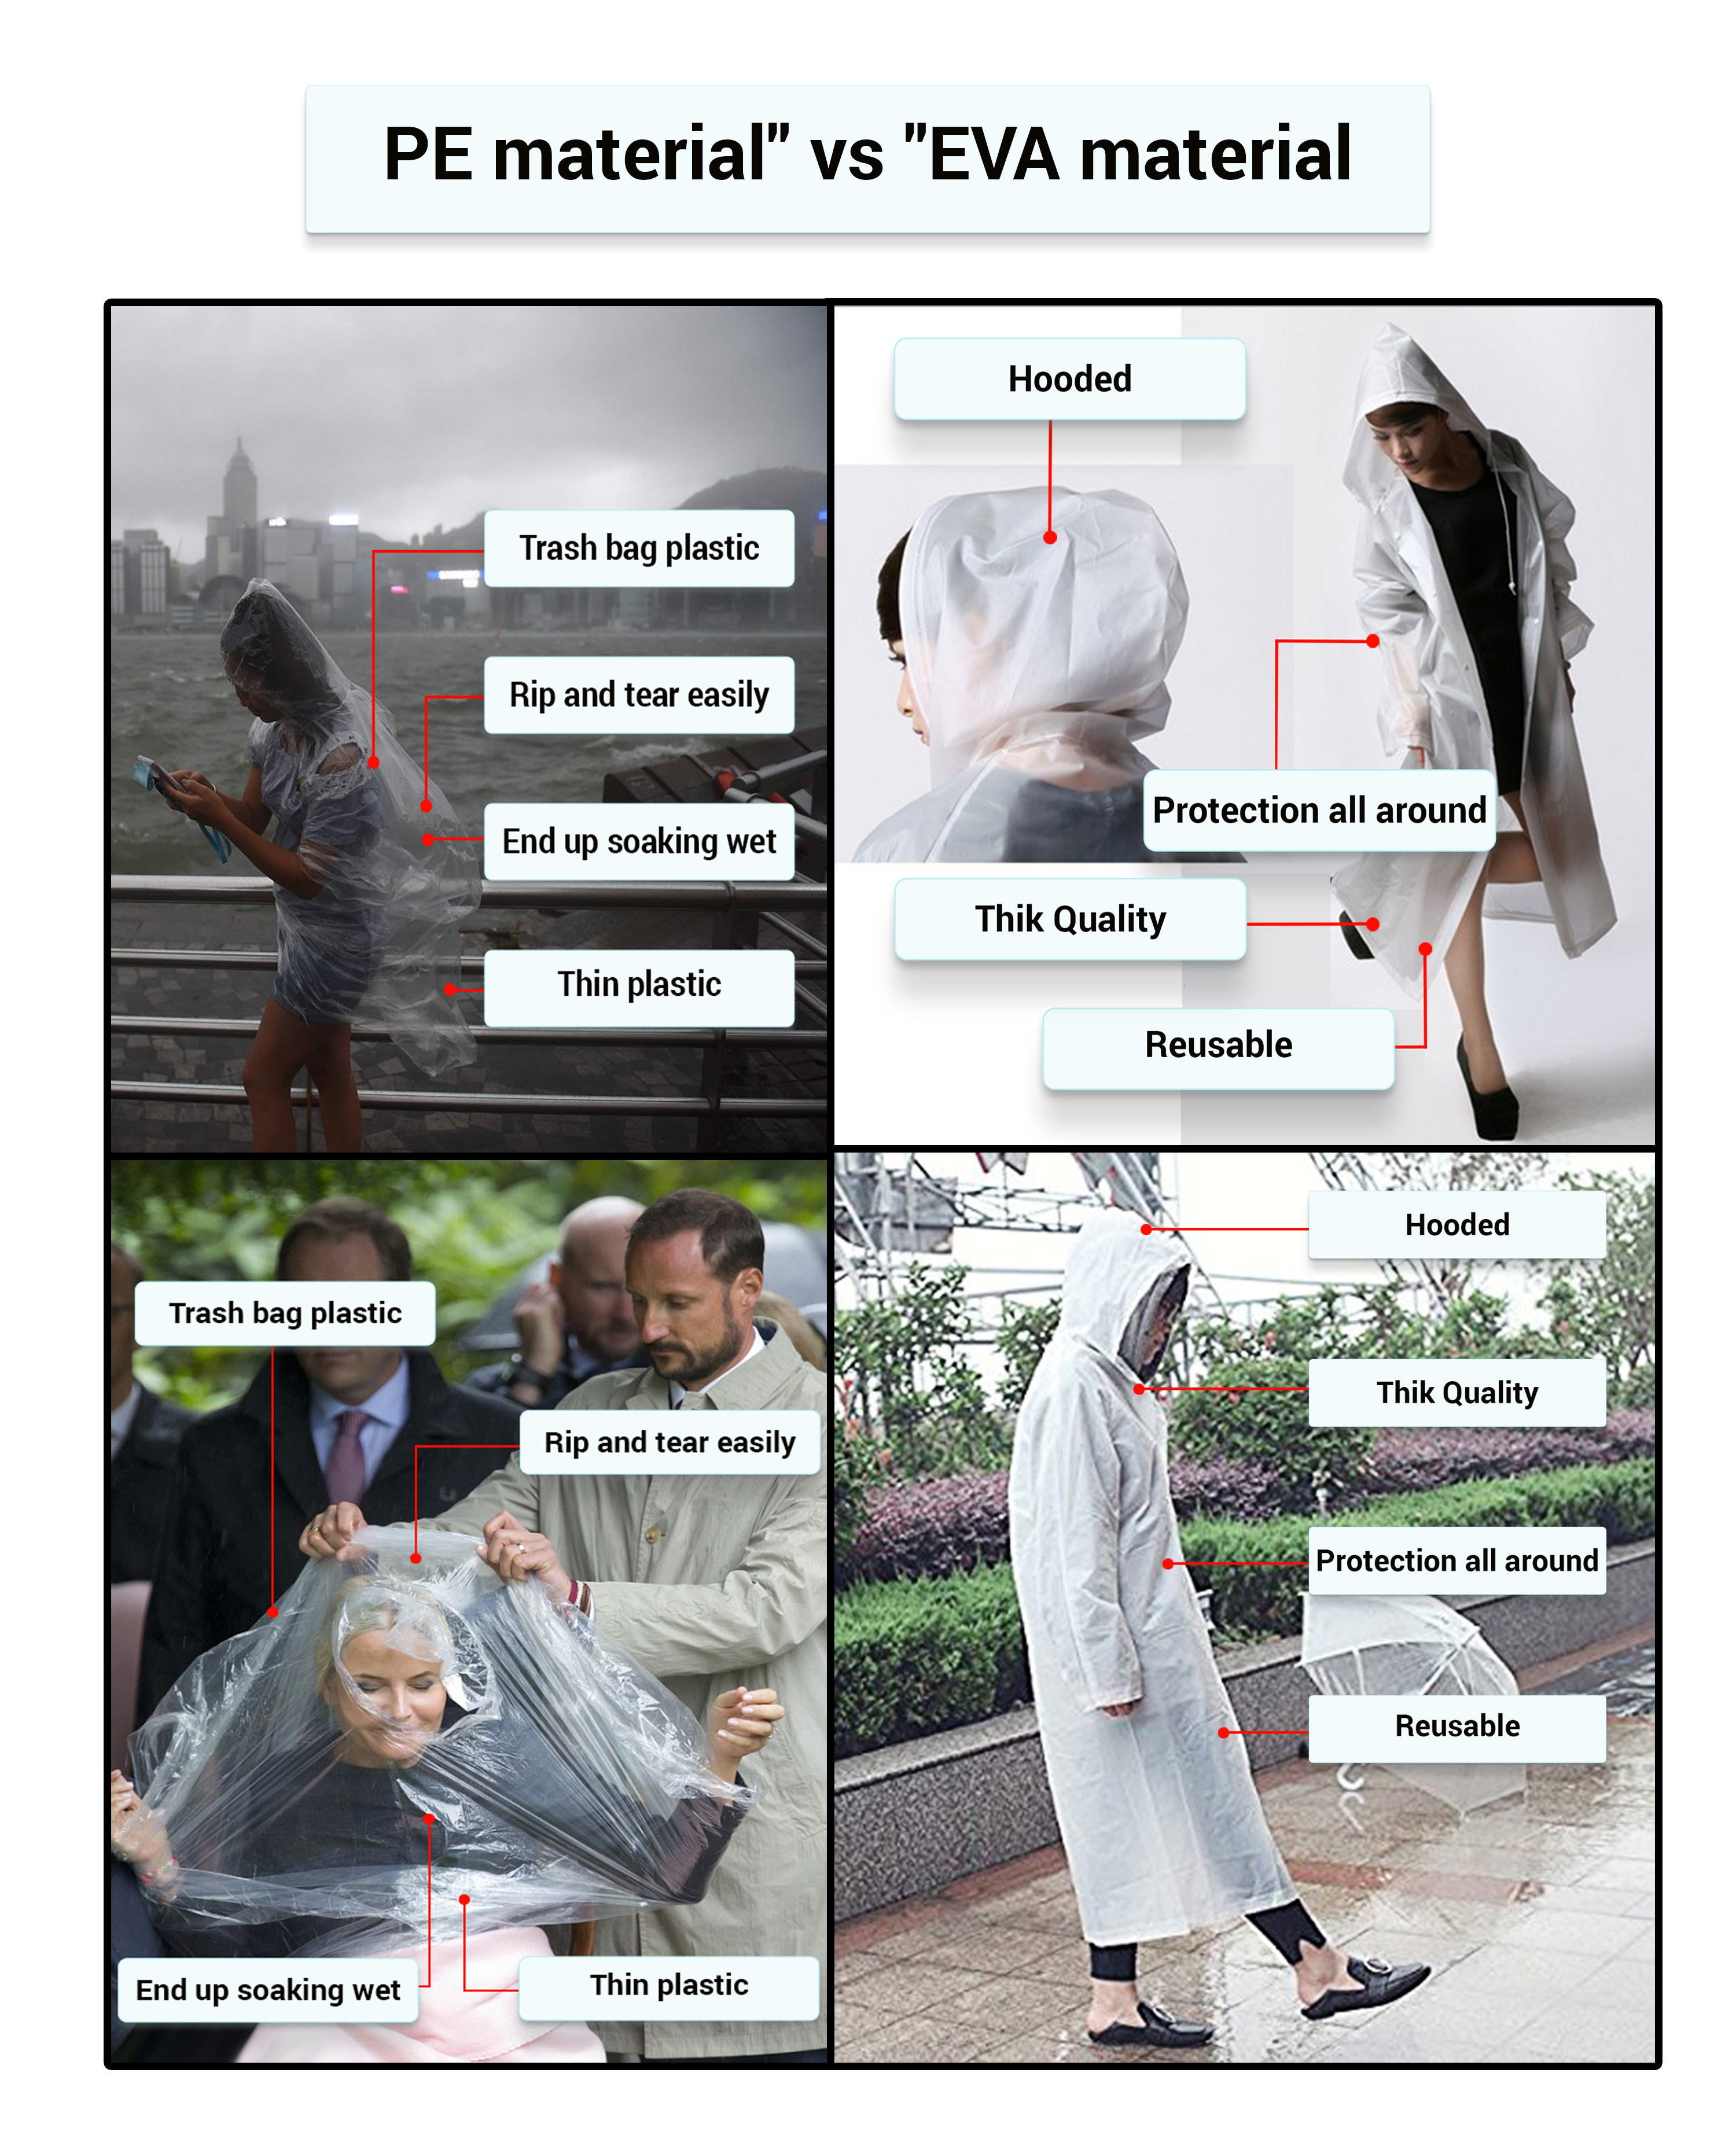 PE material" vs "EVA material
Trash bag plastic
Rip and tear easily
End up soaking wet
Thin plastic
Hooded
Protection all around
Thik Quality
Reusable
Trash bag plastic
Rip and tear easily
End up soaking wet
Thin plastic
Hooded
Thik Quality
Protection all around
Reusable